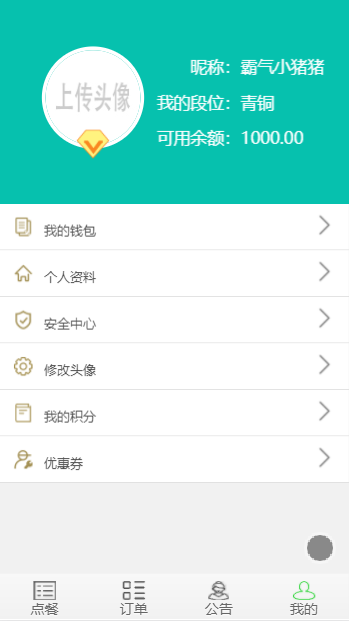 昵称：霸气小猪猪
上传头像
我的段位：青铜
可用余额：1000.00
我的钱包
个人资料
安全中心
修改头像
我的积分
优惠券
点餐 订单 公告 我的